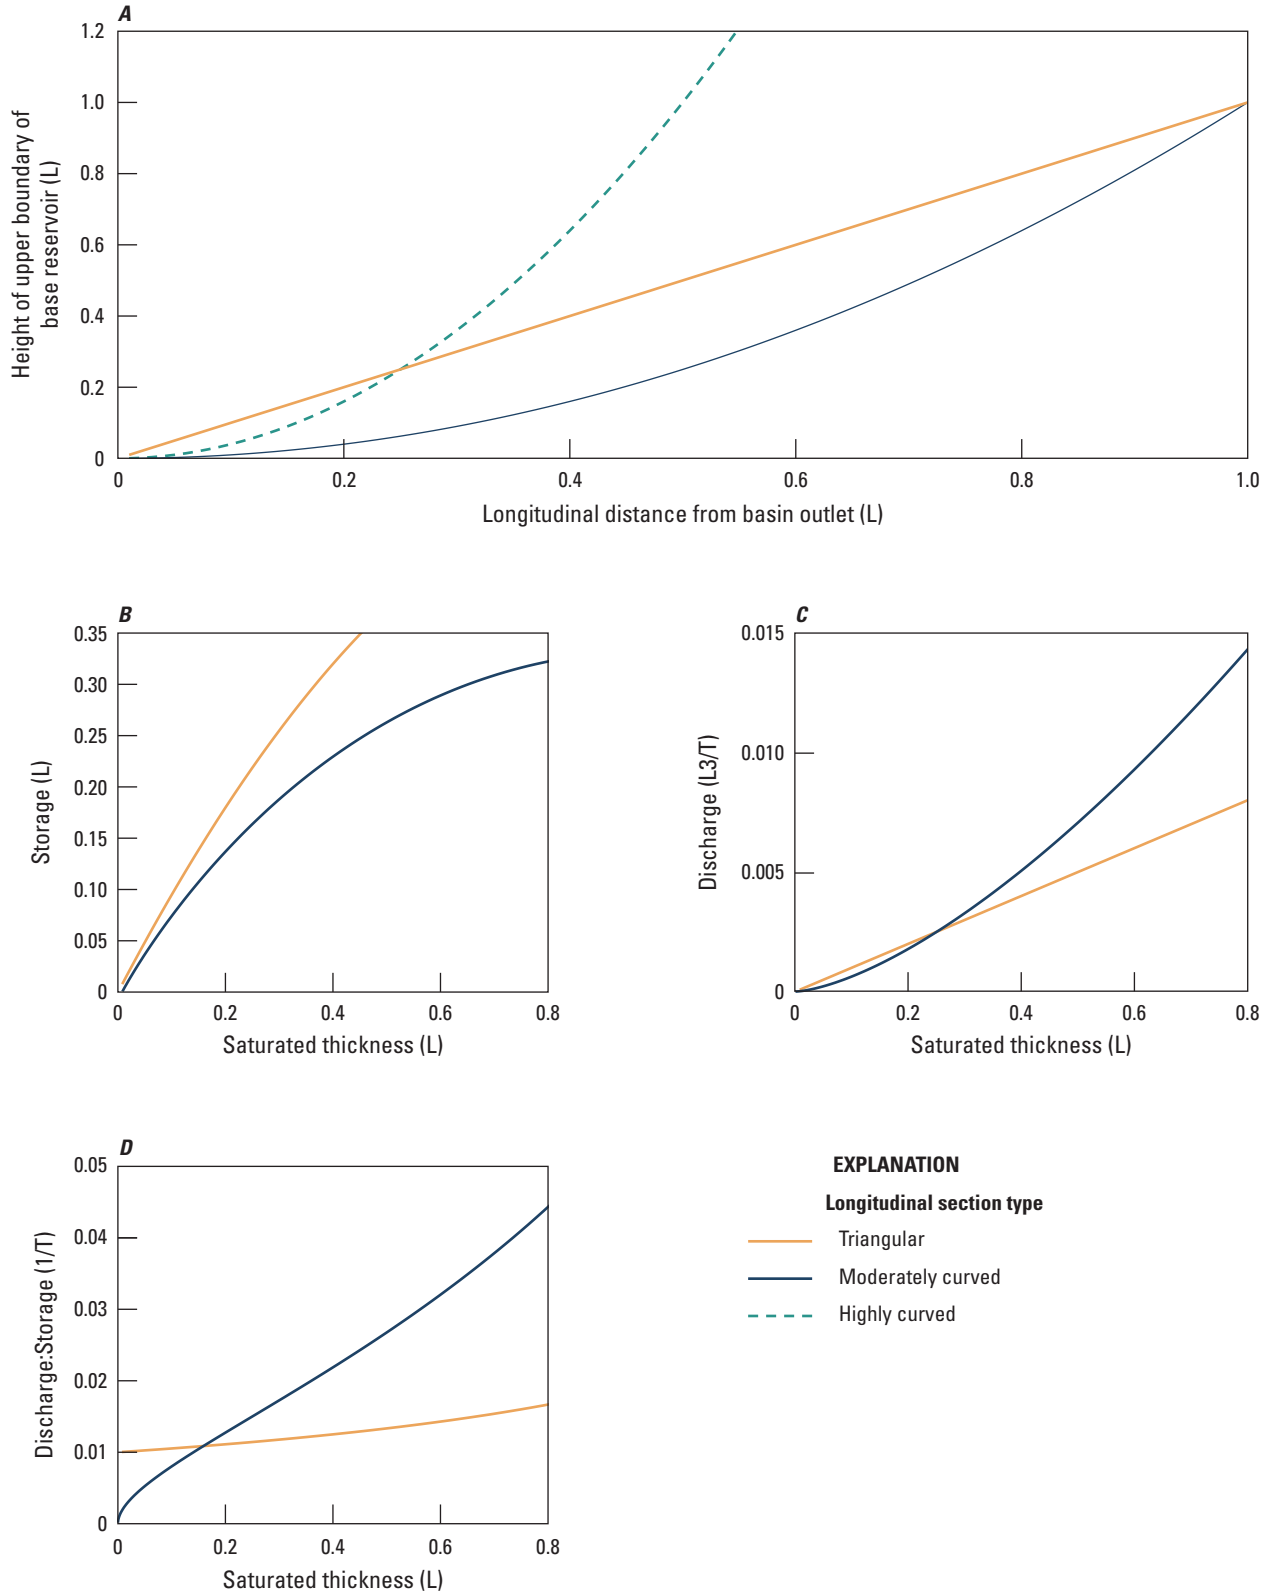 A
Height of upper boundary of
base reservoir (L)
1.2
1.0
0.8
0.6
0.4
0.2
0
0 0.2 0.4 0.6 0.8 1.0
Longitudinal distance from basin outlet (L)
B
Storage (L)
0.35
0.30
0.25
0.20
0.15
0.10
0.05
0
0 0.2 0.4 0.6 0.8
Saturated thickness (L)
C
Discharge (L3/T)
0.015
0.010
0.005
0
0 0.2 0.4 0.6 0.8
Saturated thickness (L)
D
Discharge:Storage (1/T)
0.05
0.04
0.03
0.02
0.01
0
0 0.2 0.4 0.6 0.8
Saturated thickness (L)
EXPLANATION
Longitudinal section type
Triangular
Moderately curved
Highly curved